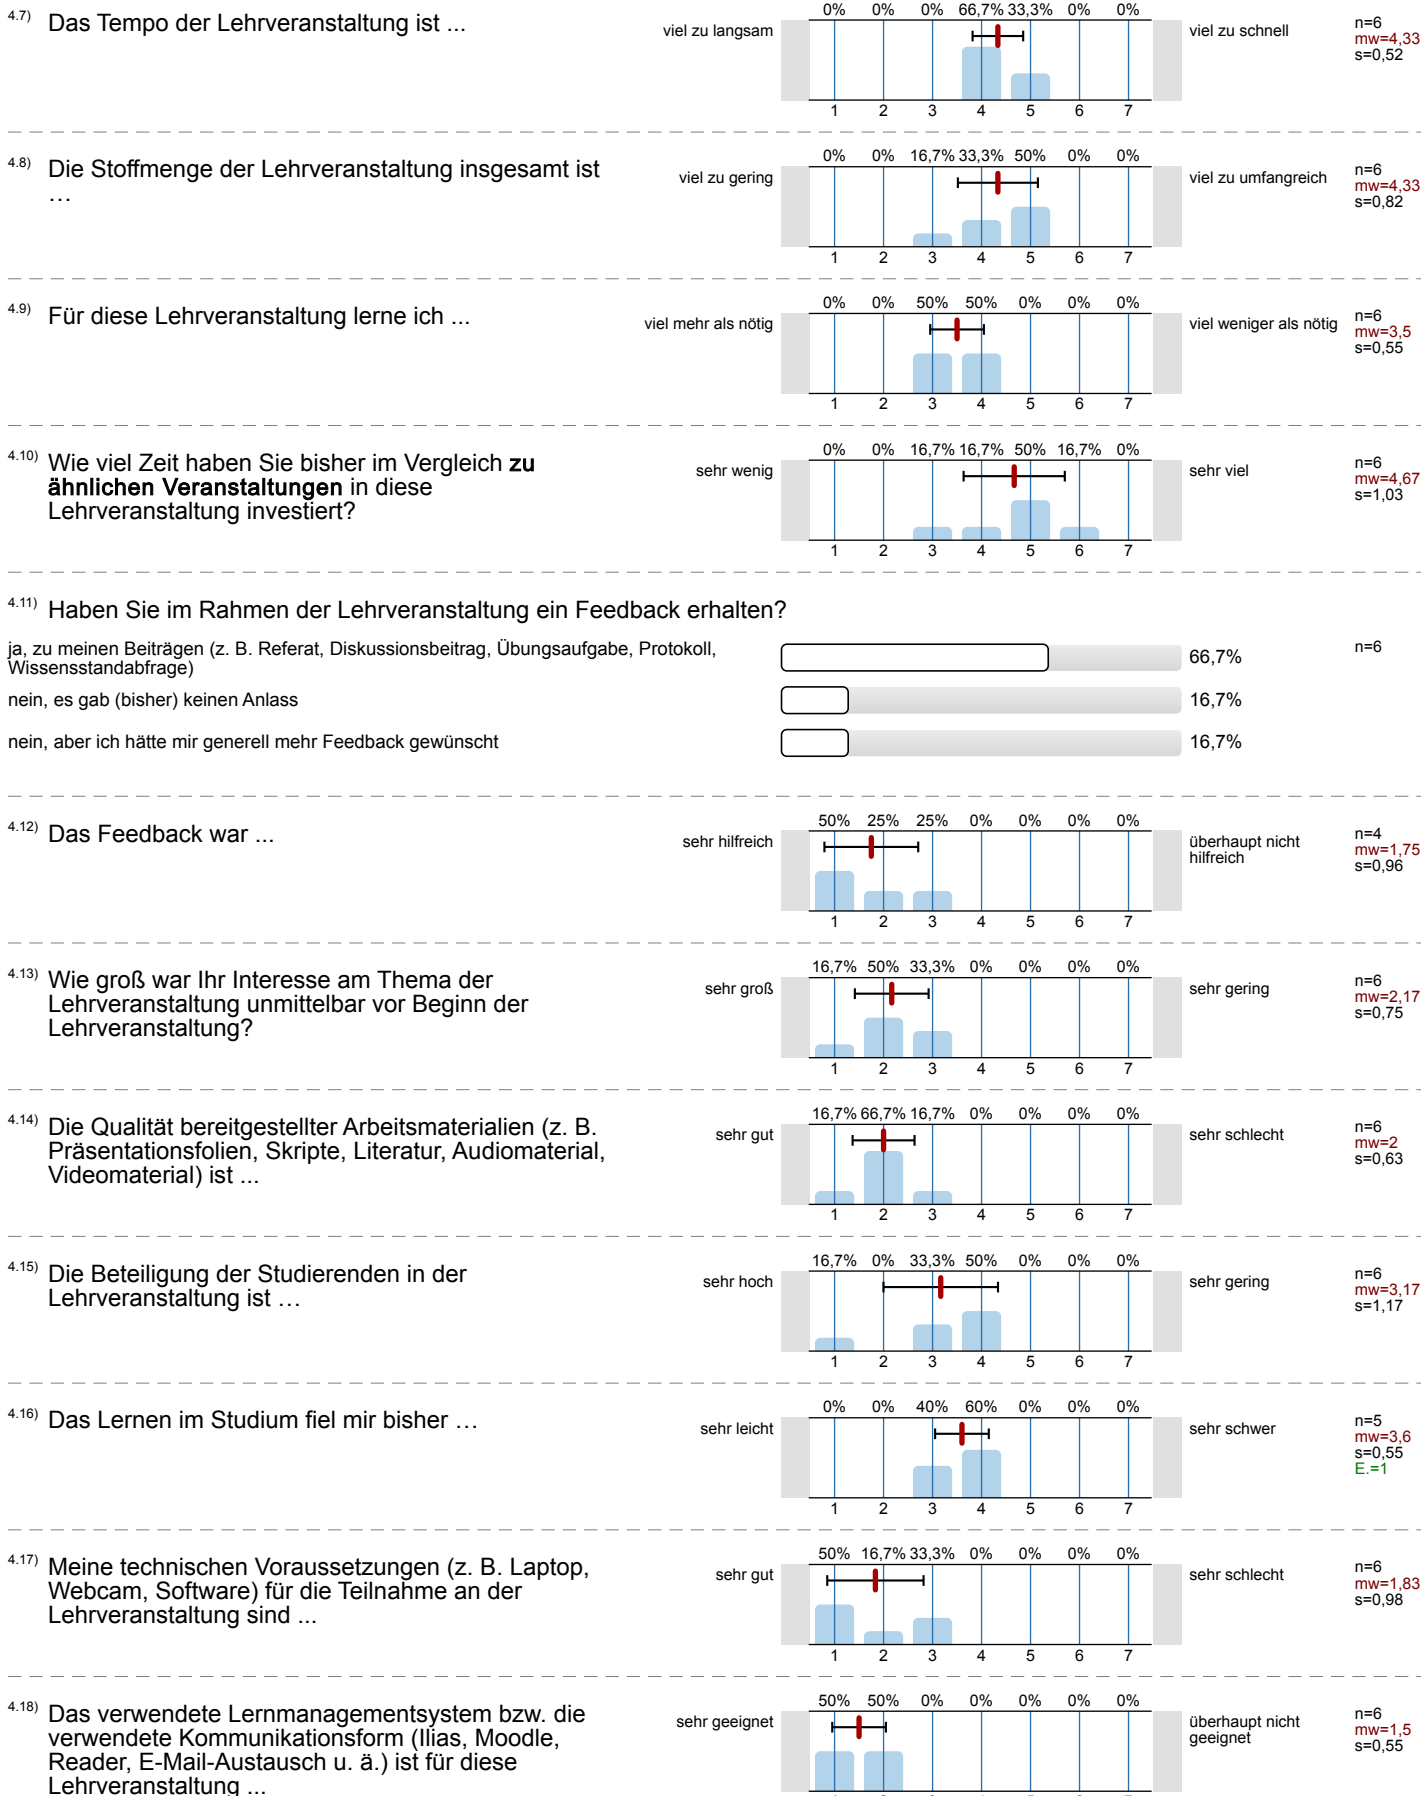 4.7) Das Tempo der Lehrveranstaltung ist ...
viel zu langsam
0% 0% 0% 66,7% 33,3% 0% 0%
1 2 3 4 5 6 7
viel zu schnell
n=6
mw=4,33
s=0,52
4.8) Die Stoffmenge der Lehrveranstaltung insgesamt ist
…
viel zu gering
0% 0% 16,7% 33,3% 50% 0% 0%
1 2 3 4 5 6 7
viel zu umfangreich
n=6
mw=4,33
s=0,82
4.9) Für diese Lehrveranstaltung lerne ich ...
viel mehr als nötig
0% 0% 50% 50% 0% 0% 0%
1 2 3 4 5 6 7
viel weniger als nötig
n=6
mw=3,5
s=0,55
4.10) Wie viel Zeit haben Sie bisher im Vergleich zu
ähnlichen Veranstaltungen in diese
Lehrveranstaltung investiert?
sehr wenig
0% 0% 16,7% 16,7% 50% 16,7% 0%
1 2 3 4 5 6 7
sehr viel
n=6
mw=4,67
s=1,03
4.11) Haben Sie im Rahmen der Lehrveranstaltung ein Feedback erhalten?
ja, zu meinen Beiträgen (z. B. Referat, Diskussionsbeitrag, Übungsaufgabe, Protokoll,
Wissensstandabfrage)
66,7%
n=6
nein, es gab (bisher) keinen Anlass
16,7%
nein, aber ich hätte mir generell mehr Feedback gewünscht
16,7%
4.12) Das Feedback war ...
sehr hilfreich
50% 25% 25% 0% 0% 0% 0%
1 2 3 4 5 6 7
überhaupt nicht
hilfreich
n=4
mw=1,75
s=0,96
4.13) Wie groß war Ihr Interesse am Thema der
Lehrveranstaltung unmittelbar vor Beginn der
Lehrveranstaltung?
sehr groß
16,7% 50% 33,3% 0% 0% 0% 0%
1 2 3 4 5 6 7
sehr gering
n=6
mw=2,17
s=0,75
4.14) Die Qualität bereitgestellter Arbeitsmaterialien (z. B.
Präsentationsfolien, Skripte, Literatur, Audiomaterial,
Videomaterial) ist ...
sehr gut
16,7% 66,7% 16,7% 0% 0% 0% 0%
1 2 3 4 5 6 7
sehr schlecht
n=6
mw=2
s=0,63
4.15) Die Beteiligung der Studierenden in der
Lehrveranstaltung ist …
sehr hoch
16,7% 0% 33,3% 50% 0% 0% 0%
1 2 3 4 5 6 7
sehr gering
n=6
mw=3,17
s=1,17
4.16) Das Lernen im Studium fiel mir bisher …
sehr leicht
0% 0% 40% 60% 0% 0% 0%
1 2 3 4 5 6 7
sehr schwer
n=5
mw=3,6
s=0,55
E.=1
4.17) Meine technischen Voraussetzungen (z. B. Laptop,
Webcam, Software) für die Teilnahme an der
Lehrveranstaltung sind ...
sehr gut
50% 16,7% 33,3% 0% 0% 0% 0%
1 2 3 4 5 6 7
sehr schlecht
n=6
mw=1,83
s=0,98
4.18) Das verwendete Lernmanagementsystem bzw. die
verwendete Kommunikationsform (Ilias, Moodle,
Reader, E-Mail-Austausch u. ä.) ist für diese
Lehrveranstaltung ...
sehr geeignet
50% 50% 0% 0% 0% 0% 0%
überhaupt nicht
geeignet
n=6
mw=1,5
s=0,55